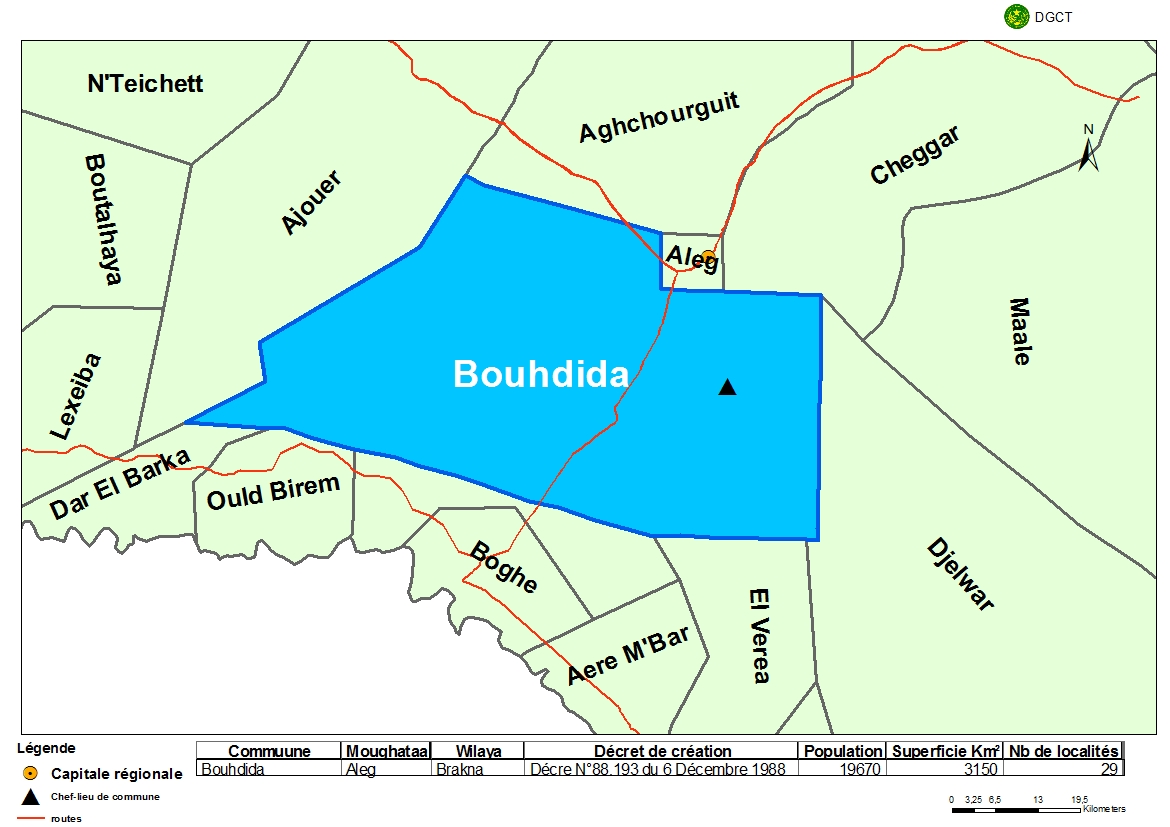 DGCT
N'Teichett
Aghchourguit
Cheggar
N
Boutalhaya
Ajouer
Aleg
Maale
Lexeiba
Bouhdida
Dar El Barka
Ould Birem
Boghe
Djelwar
El Verea
Aere M'Bar
Légende
Capitale régionale
Chef-lieu de commune
routes
Commuune Moughataa Wilaya Décret de création Population Superficie Km² Nb de localités
Bouhdida Aleg Brakna Décre N°88.193 du 6 Décembre 1988 19670 3150 29
0 3,25 6,5 13 19,5
Kilometers